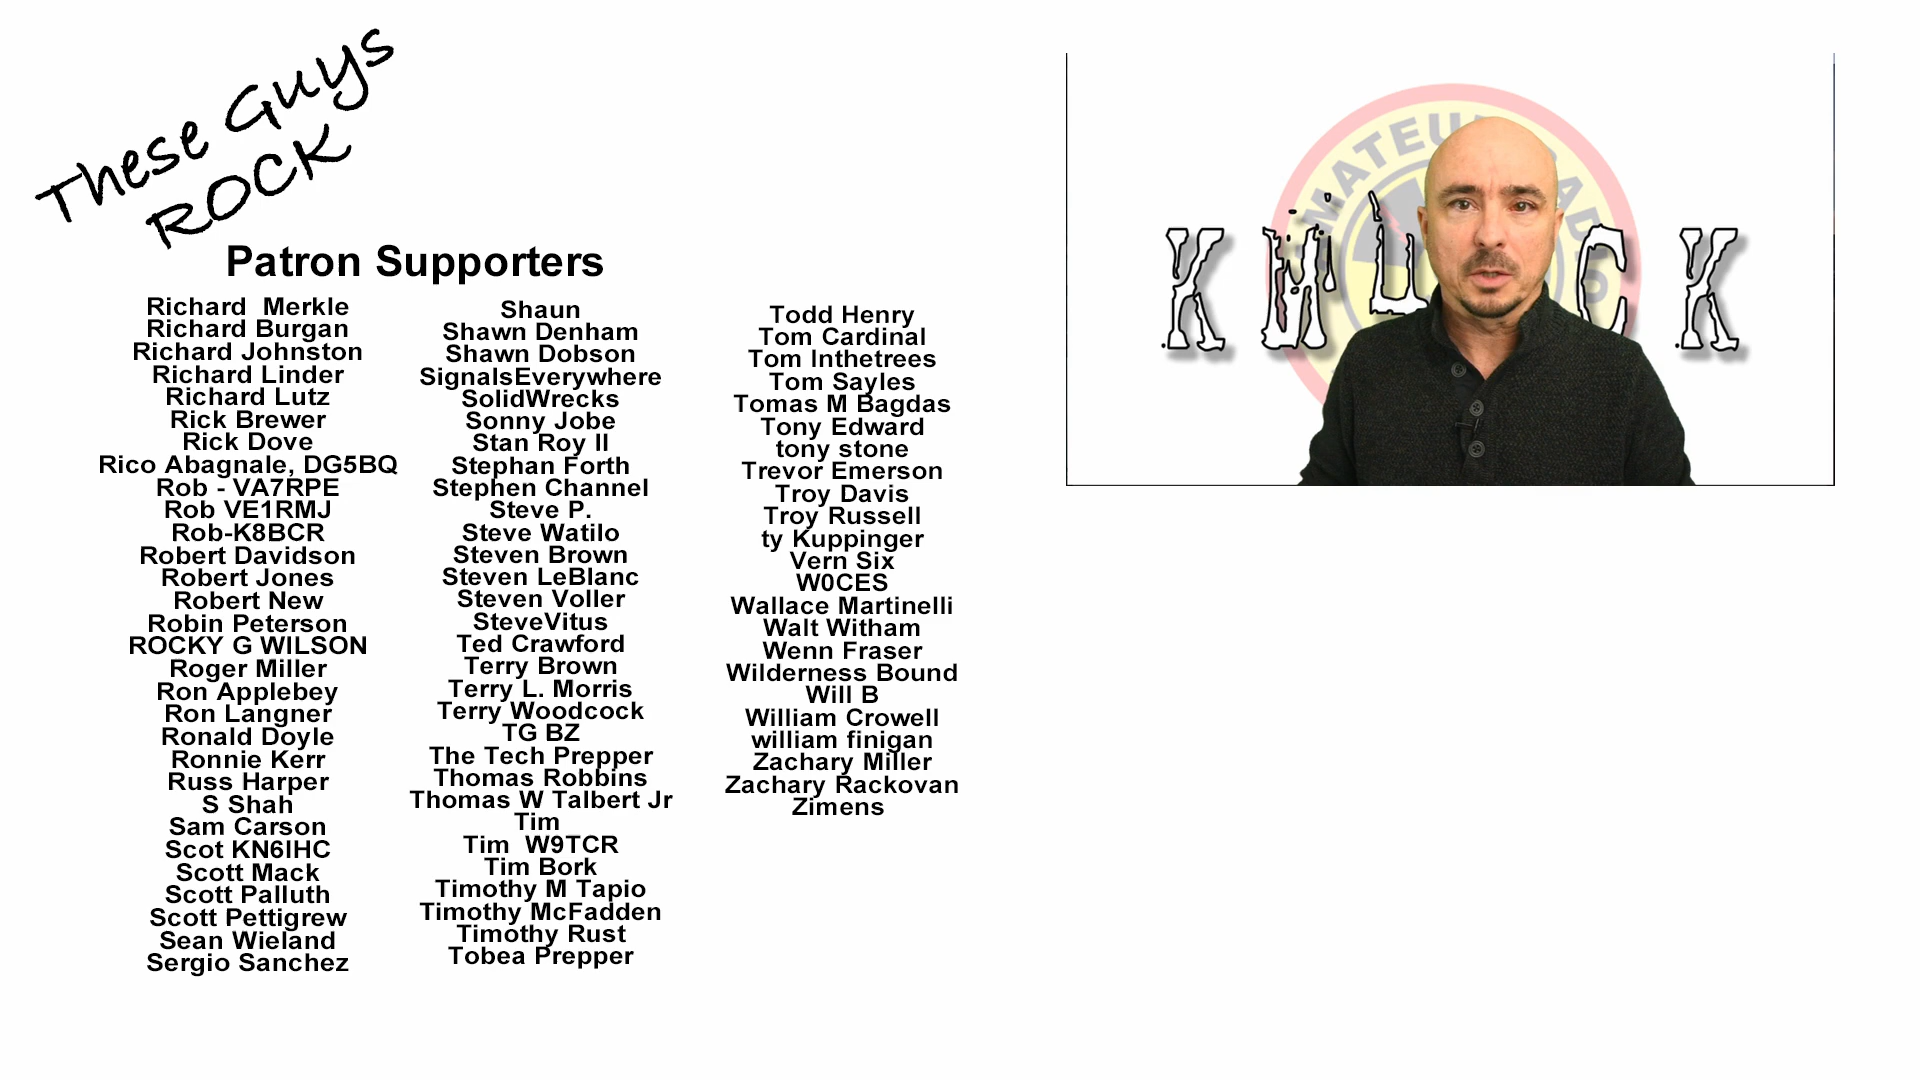 These Guys
ROCK
Patron Supporters
Richard  Merkle
Richard Burgan
Richard Johnston
Richard Linder
Richard Lutz
Rick Brewer
Rick Dove
Rico Abagnale, DG5BQ
Rob - VA7RPE
Rob VE1RMJ
Rob-K8BCR
Robert Davidson
Robert Jones
Robert New
Robin Peterson
ROCKY G WILSON
Roger Miller
Ron Applebey
Ron Langner
Ronald Doyle
Ronnie Kerr
Russ Harper
S Shah
Sam Carson
Scot KN6IHC
Scott Mack
Scott Palluth
Scott Pettigrew
Sean Wieland
Sergio Sanchez
Shaun
Shawn Denham
Shawn Dobson
SignalsEverywhere
SolidWrecks
Sonny Jobe
Stan Roy II
Stephan Forth
Stephen Channel
Steve P.
Steve Watilo
Steven Brown
Steven LeBlanc
Steven Voller
SteveVitus
Ted Crawford
Terry Brown
Terry L. Morris
Terry Woodcock
TG BZ
The Tech Prepper
Thomas Robbins
Thomas W Talbert Jr
Tim
Tim  W9TCR
Tim Bork
Timothy M Tapio
Timothy McFadden
Timothy Rust
Tobea Prepper
Todd Henry
Tom Cardinal
Tom Inthetrees
Tom Sayles
Tomas M Bagdas
Tony Edward
tony stone
Trevor Emerson
Troy Davis
Troy Russell
ty Kuppinger
Vern Six
W0CES
Wallace Martinelli
Walt Witham
Wenn Fraser
Wilderness Bound
Will B
William Crowell
william finigan
Zachary Miller
Zachary Rackovan
Zimens
K M 4 C K